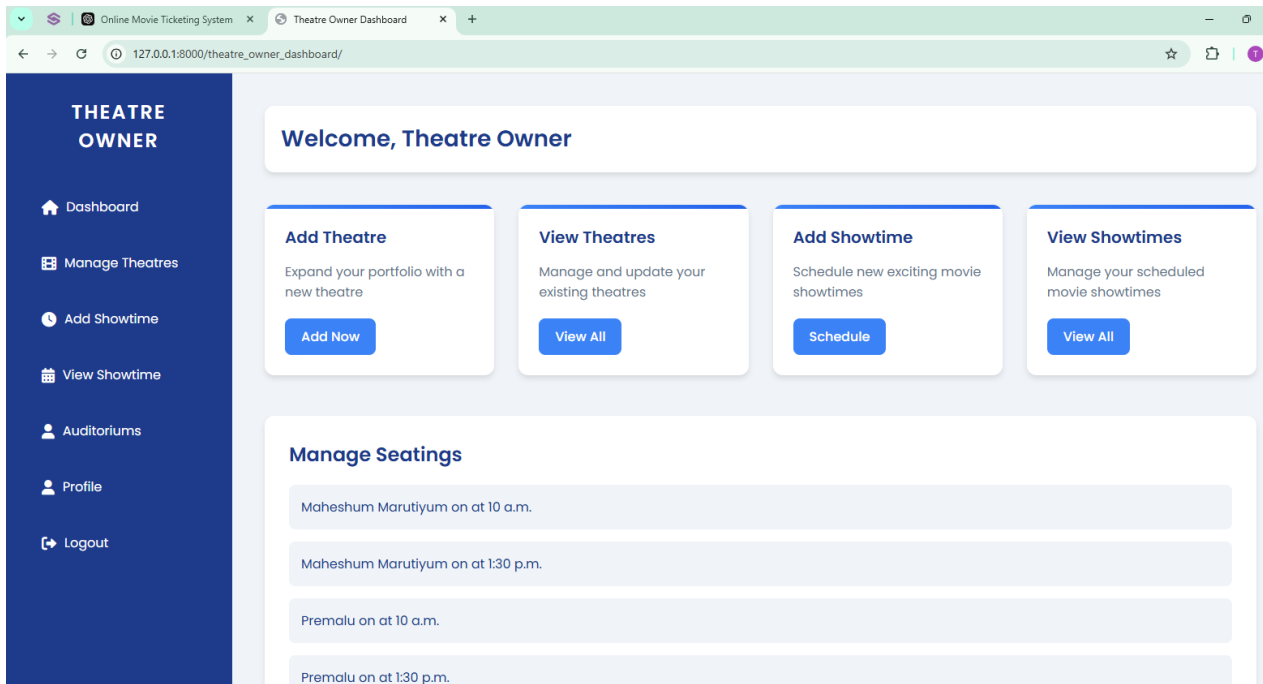 Online Movie Ticketing System
Theatre Owner Dashboard
127.0.0.1:8000/theatre_owner_dashboard/
T
THEATRE
OWNER
Dashboard
Manage Theatres
Add Showtime
View Showtime
Auditoriums
Profile
Logout
Welcome, Theatre Owner
Add Theatre
Expand your portfolio with a
new theatre
Add Now
View Theatres
Manage and update your
existing theatres
View All
Add Showtime
Schedule new exciting movie
showtimes
Schedule
View Showtimes
Manage your scheduled
movie showtimes
View All
Manage Seatings
Maheshum Marutiyum on at 10 a.m.
Maheshum Marutiyum on at 1:30 p.m.
Premalu on at 10 a.m.
Premalu on at 1:30 p.m.